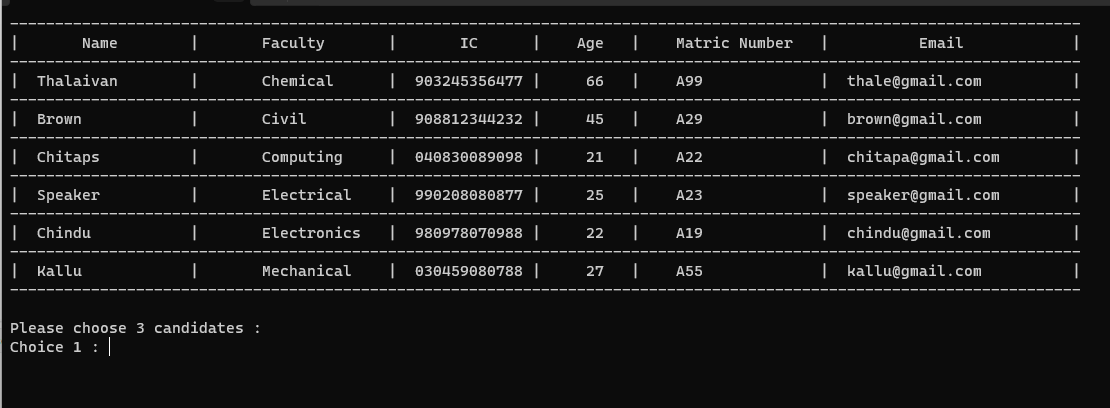 | Name | Faculty | IC | Age | Matric Number | Email |
| Thalaivan | Chemical | 903245356477 | 66 | A99 | thale@gmail.com |
| Brown | Civil | 908812344232 | 45 | A29 | brown@gmail.com |
| Chitaps | Computing | 040830089098 | 21 | A22 | chitapa@gmail.com |
| Speaker | Electrical | 990208080877 | 25 | A23 | speaker@gmail.com |
| Chindu | Electronics | 980978070988 | 22 | A19 | chindu@gmail.com |
| Kallu | Mechanical | 030459080788 | 27 | A55 | kallu@gmail.com |
Please choose 3 candidates :
Choice 1 :